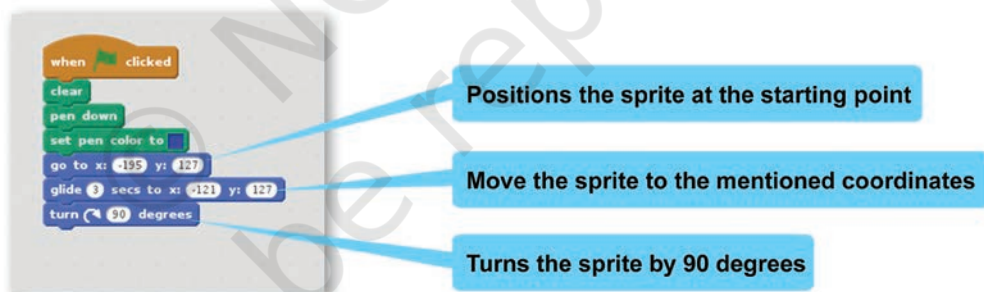 when clicked
clear
pen down
set pen color to
go to x: -195 y: 127
glide 3 secs to x: -121 y: 127
turn 90 degrees
Positions the sprite at the starting point
Move the sprite to the mentioned coordinates
Turns the sprite by 90 degrees